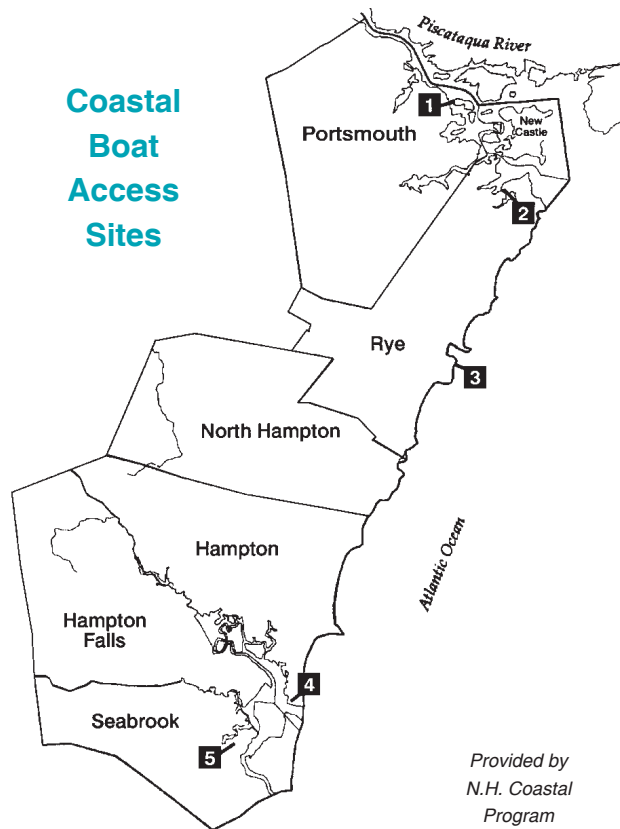 Piscataqua River
Coastal
Boat
Access
Sites
1
Portsmouth
New
Castle
2
Rye
3
North Hampton
Atlantic Ocean
Hampton
Hampton
Falls
4
Seabrook
5
Provided by
N.H. Coastal
Program